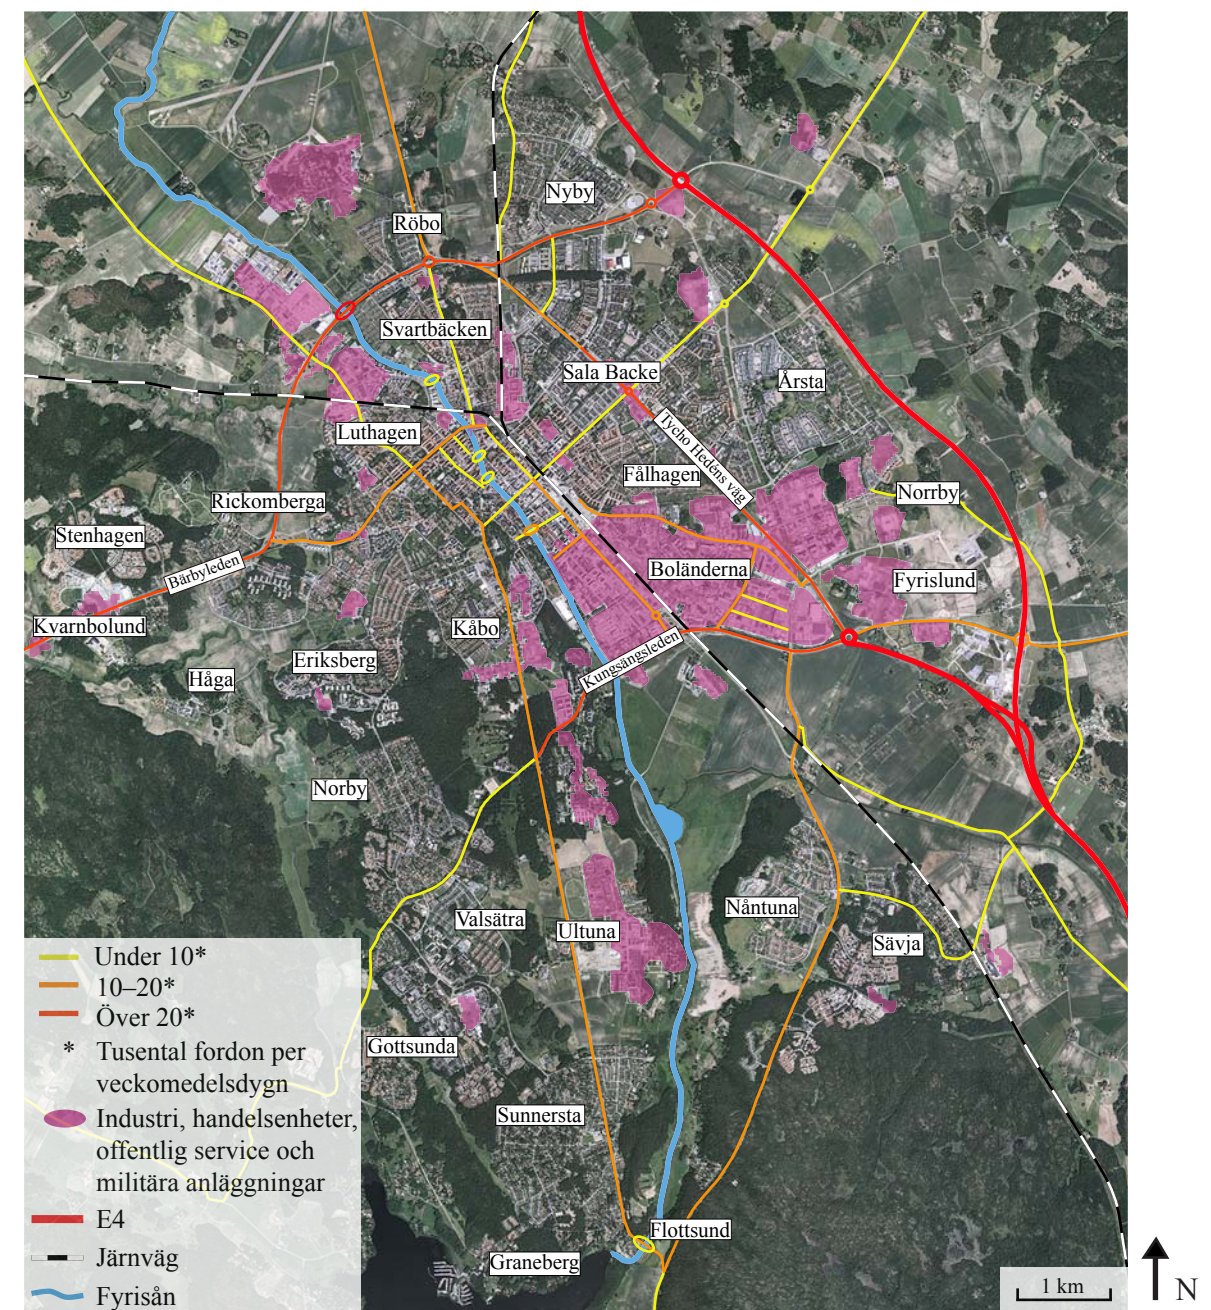 Nyby
Röbo
Svartbäcken
Sala Backe
Årsta
Tycho Hedéns väg
Luthagen
Fålhagen
Rickomberga
Norrby
Stenhagen
Bärbyleden
Boländerna
Fyrislund
Kvarnbolund
Kåbo
Kungsängsleden
Eriksberg
Håga
Norby
Valsätra
Ultuna
Nåntuna
Sävja
Gottsunda
Sunnersta
Flottsund
Graneberg
Under 10*
10–20*
Över 20*
* Tusental fordon per
veckomedelsdygn
Industri, handelsenheter,
offentlig service och
militära anläggningar
E4
Järnväg
Fyrisån
1 km
N